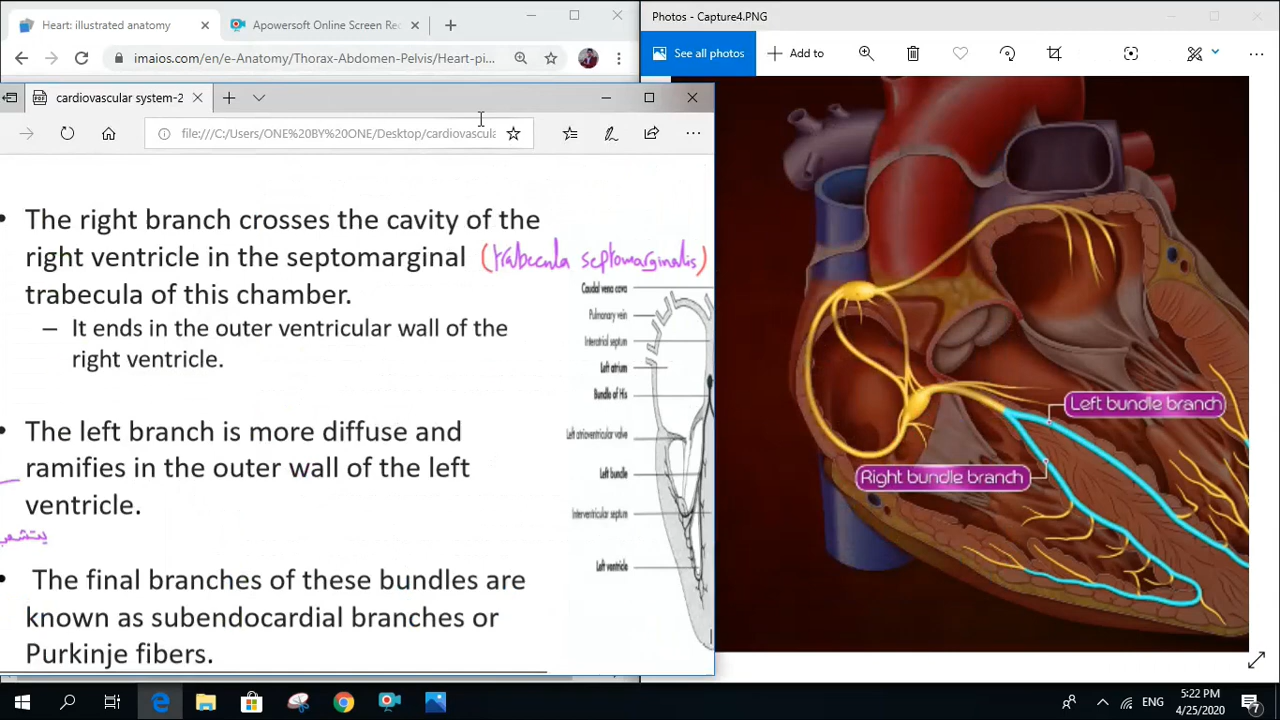 Heart: illustrated anatomy
Apowersoft Online Screen Rec
imaios.com/en/e-Anatomy/Thorax-Abdomen-Pelvis/Heart-pi...
cardiovascular system-2
file:///C:/Users/ONE%20BY%20ONE/Desktop/cardiovascula
• The right branch crosses the cavity of the
right ventricle in the septomarginal (trabecula septomarginalis)
trabecula of this chamber.
– It ends in the outer ventricular wall of the
right ventricle.
• The left branch is more diffuse and
ramifies in the outer wall of the left
ventricle.
يتشعب
• The final branches of these bundles are
known as subendocardial branches or
Purkinje fibers.
Caudal vena cava
Pulmonary vein
Interatrial septum
Left atrium
Bundle of His
Left atrioventricular valve
Left bundle
Interventricular septum
Left ventricle
Photos - Capture4.PNG
See all photos
Add to
Left bundle branch
Right bundle branch
ENG
5:22 PM
4/25/2020
7